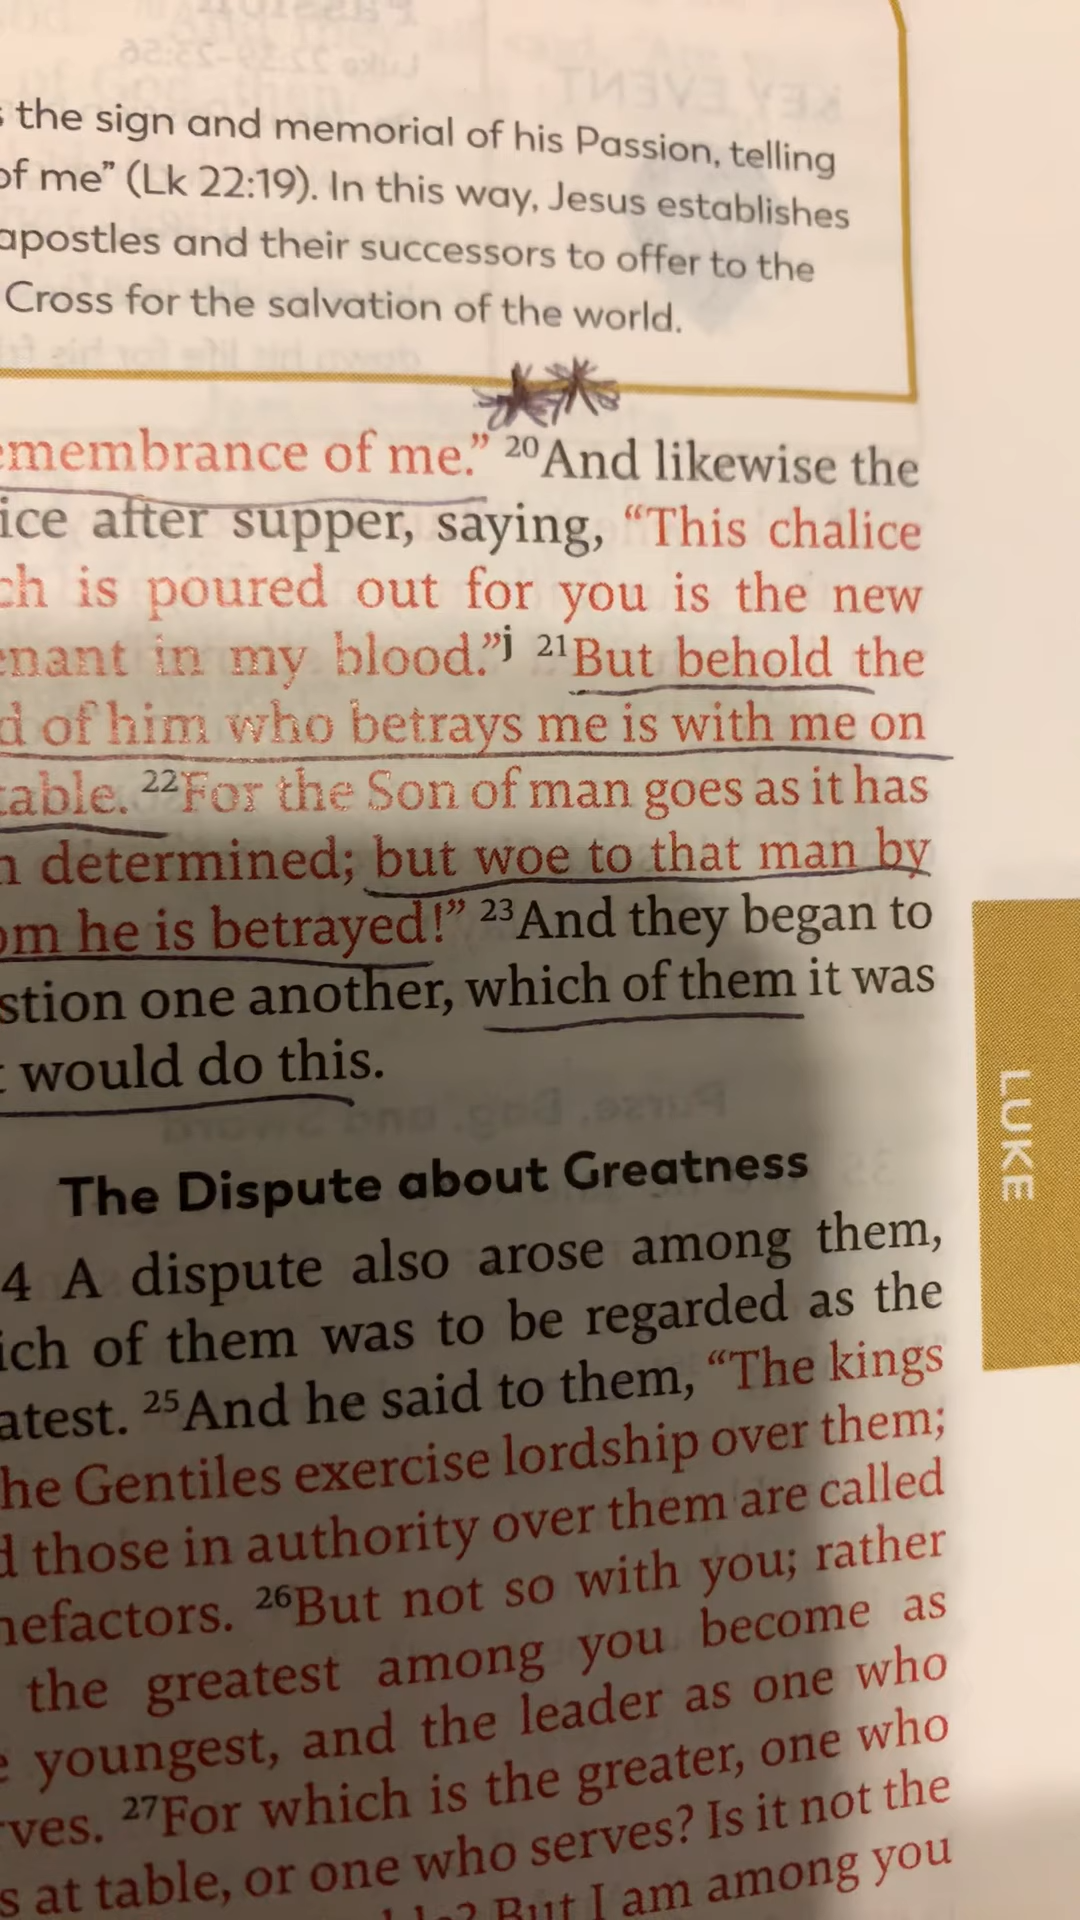 the sign and memorial of his Passion, telling
of me” (Lk 22:19). In this way, Jesus establishes
apostles and their successors to offer to the
Cross for the salvation of the world.
emembrance of me.” 20And likewise the
ice after supper, saying, “This chalice
ch is poured out for you is the new
enant in my blood.”j 21But behold the
d of him who betrays me is with me on
table. 22For the Son of man goes as it has
n determined; but woe to that man by
om he is betrayed!” 23And they began to
stion one another, which of them it was
would do this.
The Dispute about Greatness
4 A dispute also arose among them,
ich of them was to be regarded as the
atest. 25And he said to them, “The kings
he Gentiles exercise lordship over them;
d those in authority over them are called
nefactors. 26But not so with you; rather
the greatest among you become as
e youngest, and the leader as one who
ves. 27For which is the greater, one who
s at table, or one who serves? Is it not the
But I am among you
LUKE